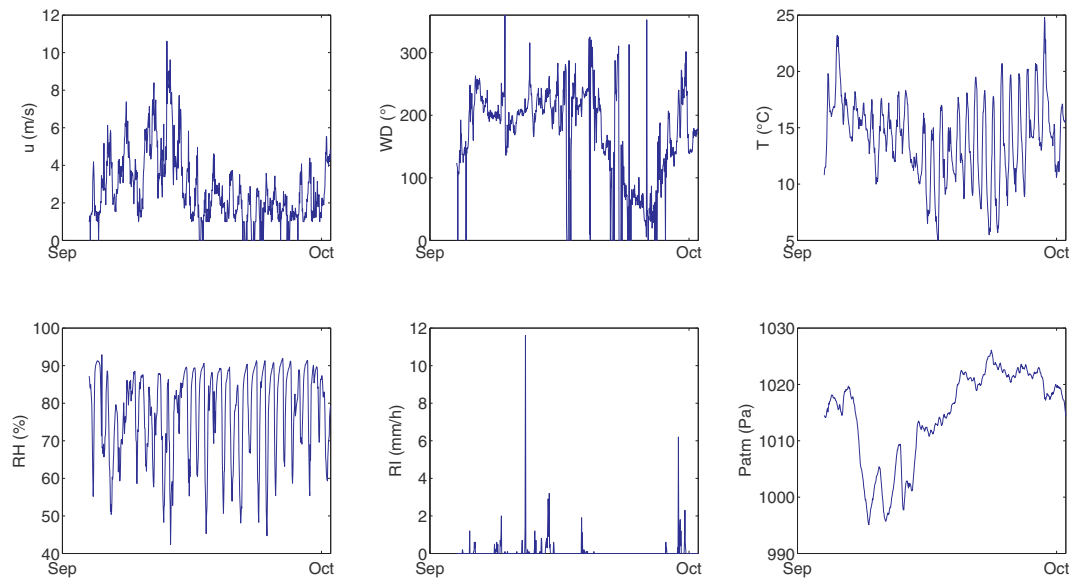 u (m/s)
12
10
8
6
4
2
0
Sep
Oct
WD (°)
300
200
100
0
Sep
Oct
T (°C)
25
20
15
10
5
Sep
Oct
RH (%)
100
90
80
70
60
50
40
Sep
Oct
RI (mm/h)
12
10
8
6
4
2
0
Sep
Oct
Patm (Pa)
1030
1020
1010
1000
990
Sep
Oct